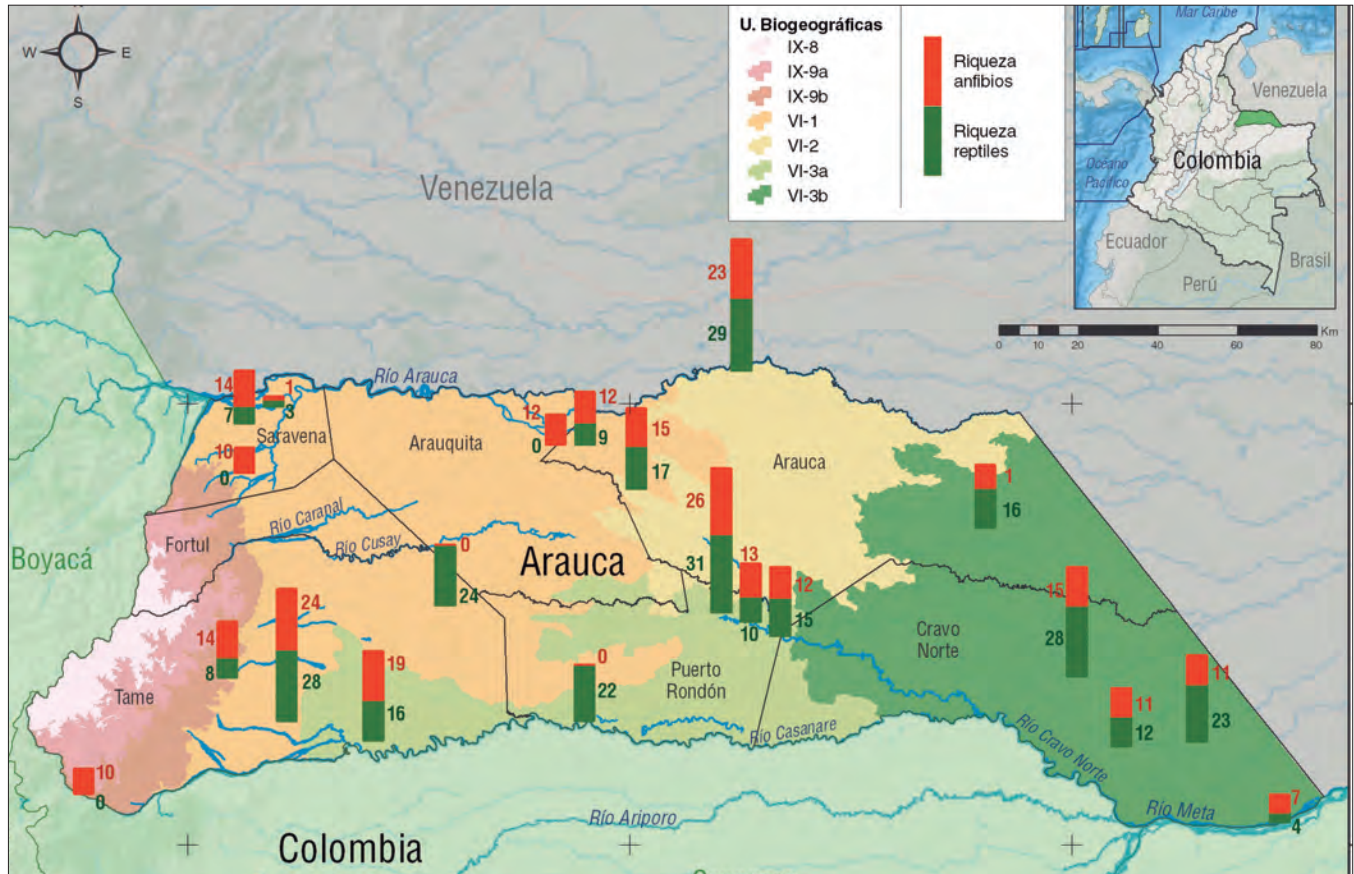 W
E
S
U. Biogeográficas
IX-8
IX-9a
IX-9b
VI-1
VI-2
VI-3a
VI-3b
Riqueza
anfibios
Riqueza
reptiles
Mar Caribe
Venezuela
Colombia
Océano
Pacífico
Ecuador
Perú
Brasil
Km
0 10 20 40 60 80
Venezuela
23
29
Río Arauca
14
7
1
3
Saravena
10
0
Arauquita
12
0
12
9
15
17
Arauca
1
16
26
31
Río Caranal
Fortul
Río Cusay
Boyacá
Arauca
0
24
13
10
12
15
15
28
Cravo
Norte
24
28
14
8
Tame
19
16
0
22
Puerto
Rondón
11
12
11
23
Río Casanare
Río Cravo Norte
10
0
7
4
Río Meta
Río Ariporo
Colombia